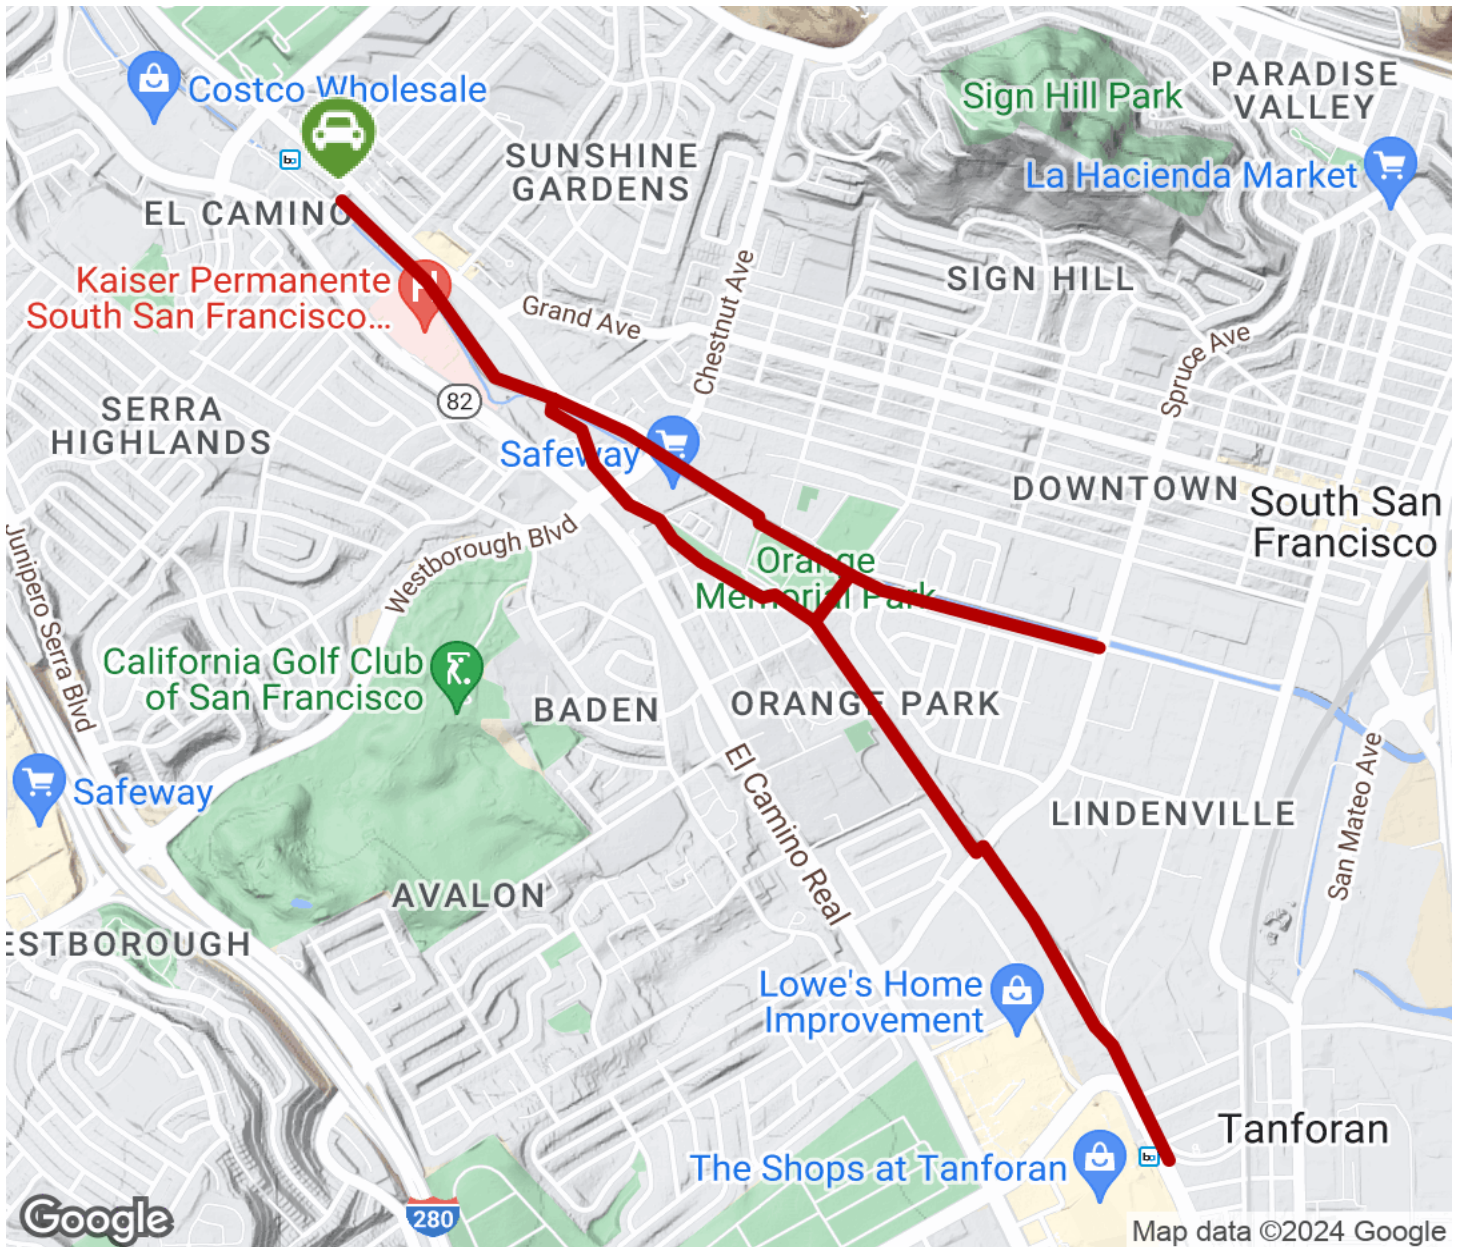 PARADISE
VALLEY
Costco Wholesale
Sign Hill Park
SUNSHINE
GARDENS
La Hacienda Market
EL CAMINO
Kaiser Permanente
South San Francisco...
H
SIGN HILL
Grand Ave
Chestnut Ave
Spruce Ave
82
SERRA
HIGHLANDS
Safeway
DOWNTOWN
South San
Francisco
Westborough Blvd
Junipero Serra Blvd
Orange
Memorial Park
California Golf Club
of San Francisco
BADEN
ORANGE PARK
El Camino Real
San Mateo Ave
Safeway
LINDENVILLE
AVALON
ESTBOROUGH
Lowe's Home
Improvement
Tanforan
The Shops at Tanforan
280
Google
Map data ©2024 Google